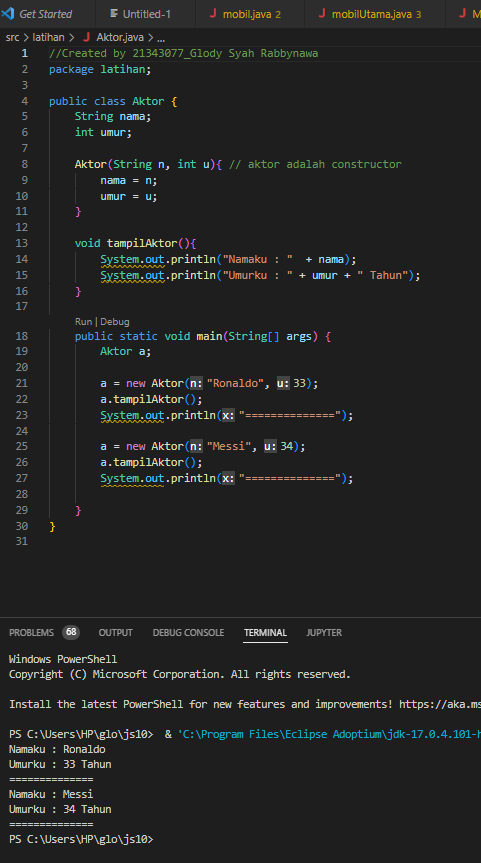 Get Started Untitled-1 mobil.java 2 mobilUtama.java 3 M
src > latihan > Aktor.java > ...
1 //Created by 21343077_Glody Syah Rabbynawa
2 package latihan;
3
4 public class Aktor {
5 String nama;
6 int umur;
7
8 Aktor(String n, int u){ // aktor adalah constructor
9 nama = n;
10 umur = u;
11 }
12
13 void tampilAktor(){
14 System.out.println("Namaku : "  + nama);
15 System.out.println("Umurku : " + umur + " Tahun");
16 }
17
Run | Debug
18 public static void main(String[] args) {
19 Aktor a;
20
21 a = new Aktor(n: "Ronaldo", u: 33);
22 a.tampilAktor();
23 System.out.println(x: "==============");
24
25 a = new Aktor(n: "Messi", u: 34);
26 a.tampilAktor();
27 System.out.println(x: "==============");
28
29 }
30 }
31
PROBLEMS 68 OUTPUT DEBUG CONSOLE TERMINAL JUPYTER
Windows PowerShell
Copyright (C) Microsoft Corporation. All rights reserved.
Install the latest PowerShell for new features and improvements! https://aka.ms
PS C:\Users\HP\glo\js10>  & 'C:\Program Files\Eclipse Adoptium\jdk-17.0.4.101-h
Namaku : Ronaldo
Umurku : 33 Tahun
==============
Namaku : Messi
Umurku : 34 Tahun
==============
PS C:\Users\HP\glo\js10>